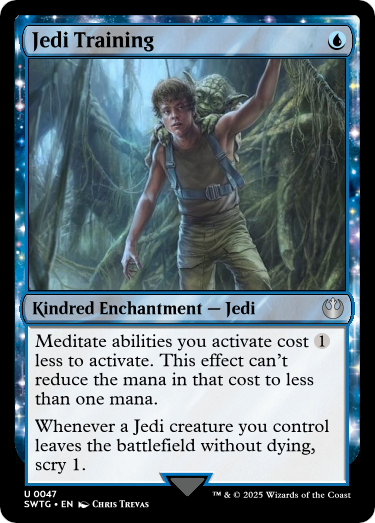 Jedi Training
Kindred Enchantment — Jedi
Meditate abilities you activate cost 1
less to activate. This effect can't
reduce the mana in that cost to less
than one mana.
Whenever a Jedi creature you control
leaves the battlefield without dying,
scry 1.
U 0047
SWTG • EN Chris Trevas
™ & © 2025 Wizards of the Coast